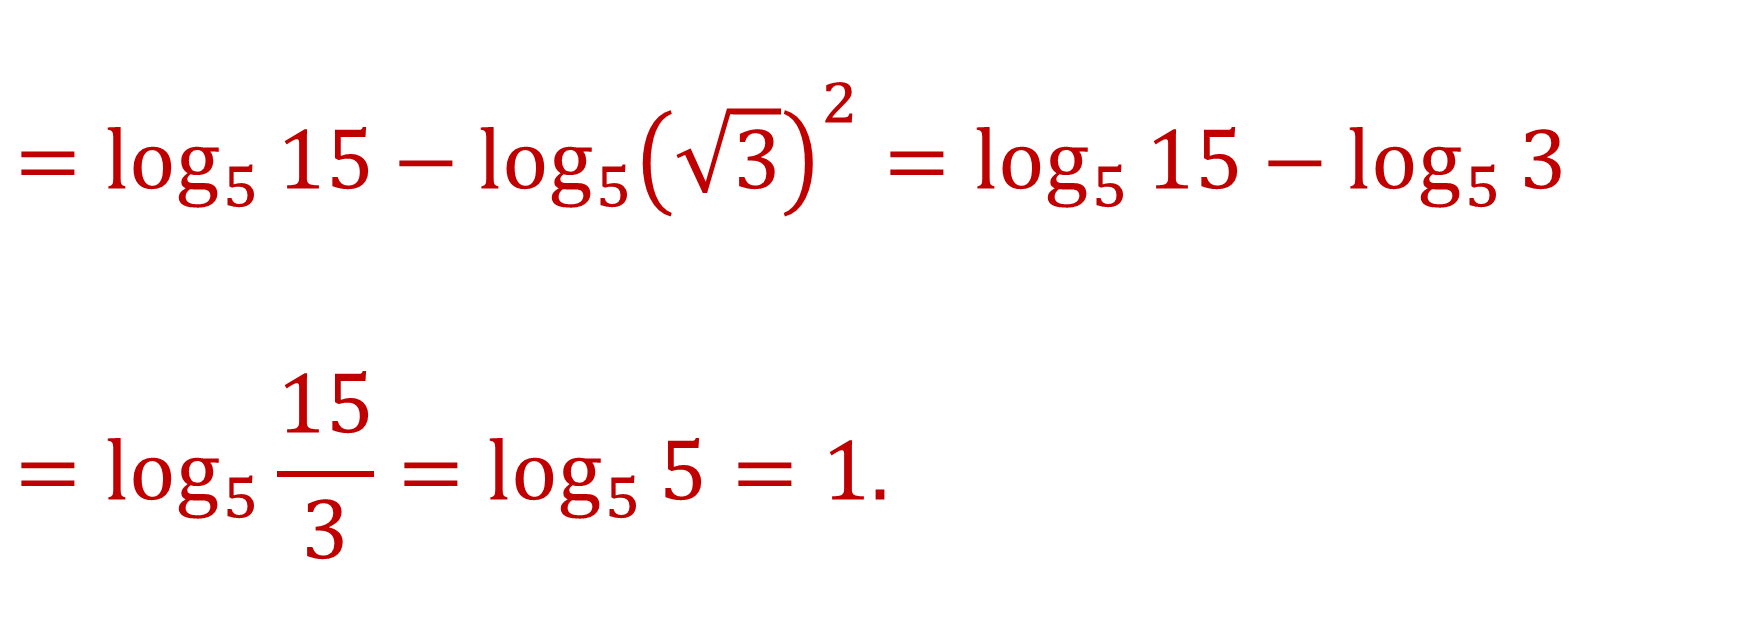 = log₅ 15 − log₅(√3)² = log₅ 15 − log₅ 3
= log₅ 15/3 = log₅ 5 = 1.